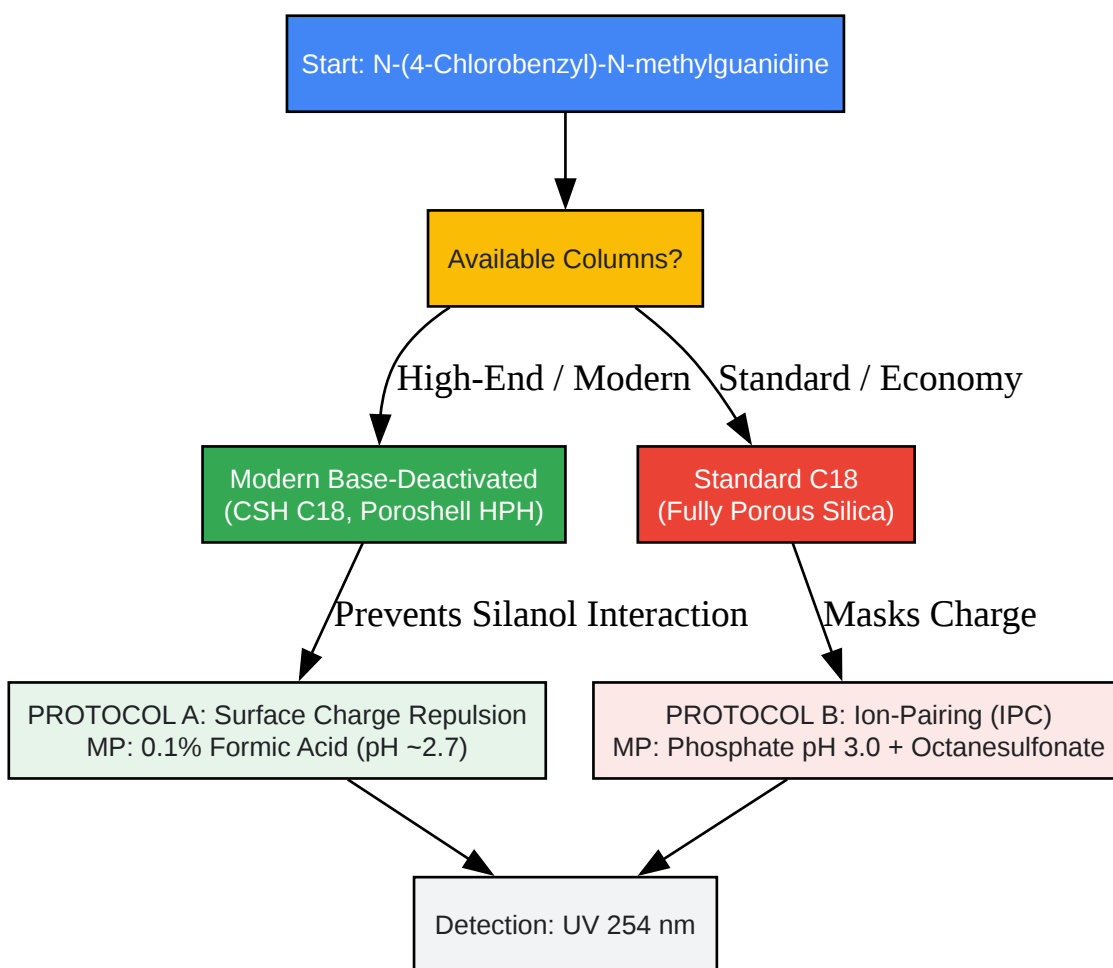 Start: N-(4-Chlorobenzyl)-N-methylguanidine
Available Columns?
High-End / Modern
Standard / Economy
Modern Base-Deactivated
(CSH C18, Poroshell HPH)
Standard C18
(Fully Porous Silica)
Prevents Silanol Interaction
Masks Charge
PROTOCOL A: Surface Charge Repulsion
MP: 0.1% Formic Acid (pH ~2.7)
PROTOCOL B: Ion-Pairing (IPC)
MP: Phosphate pH 3.0 + Octanesulfonate
Detection: UV 254 nm